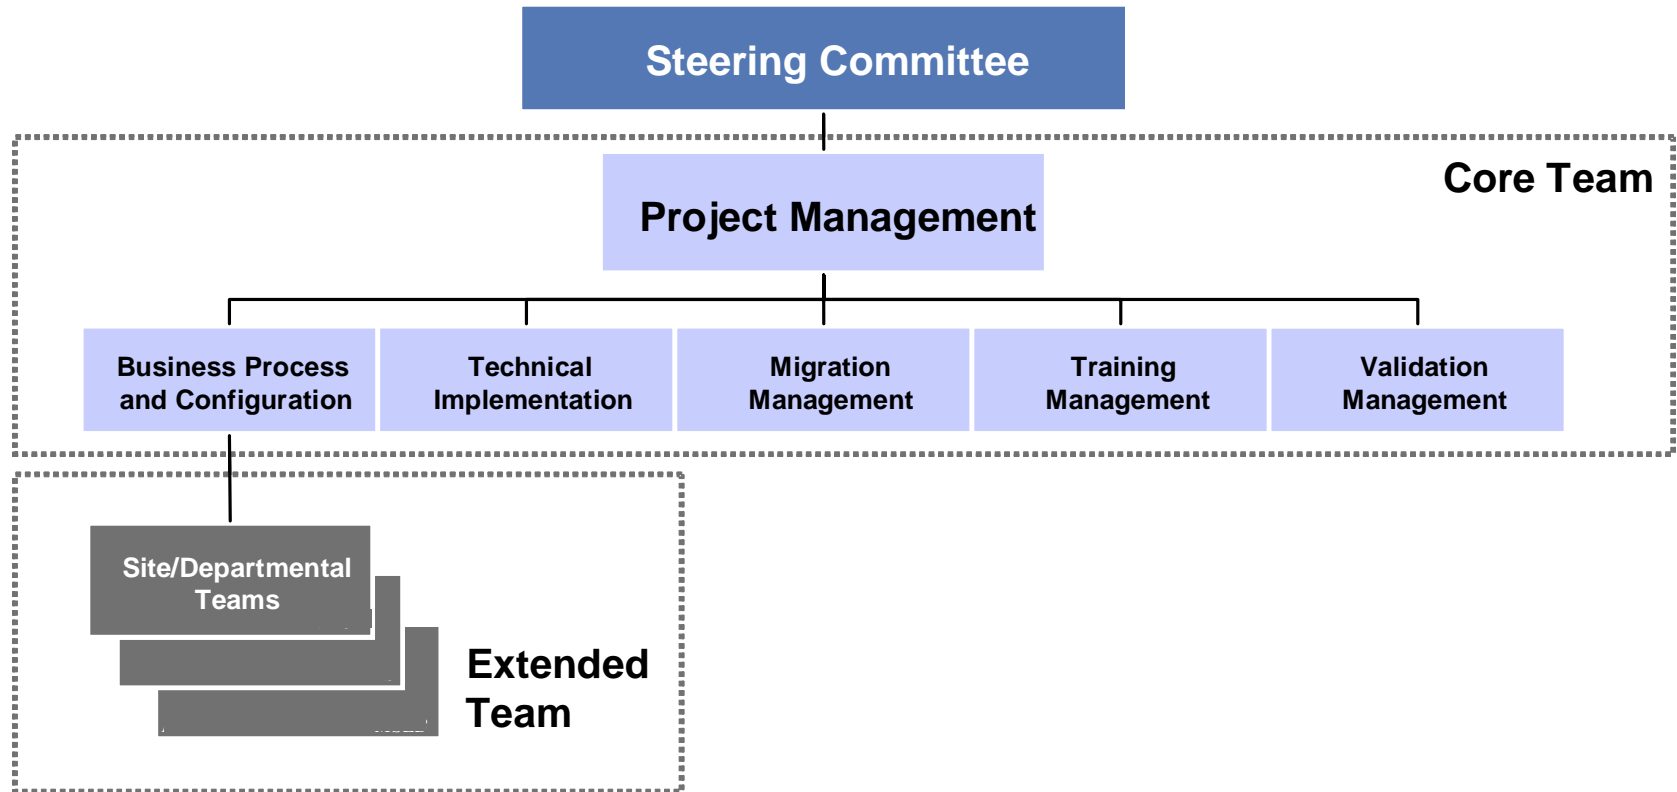 Steering Committee
Core Team
Project Management
Business Process
and Configuration
Technical
Implementation
Migration
Management
Training
Management
Validation
Management
Site/Departmental
Teams
Extended
Team